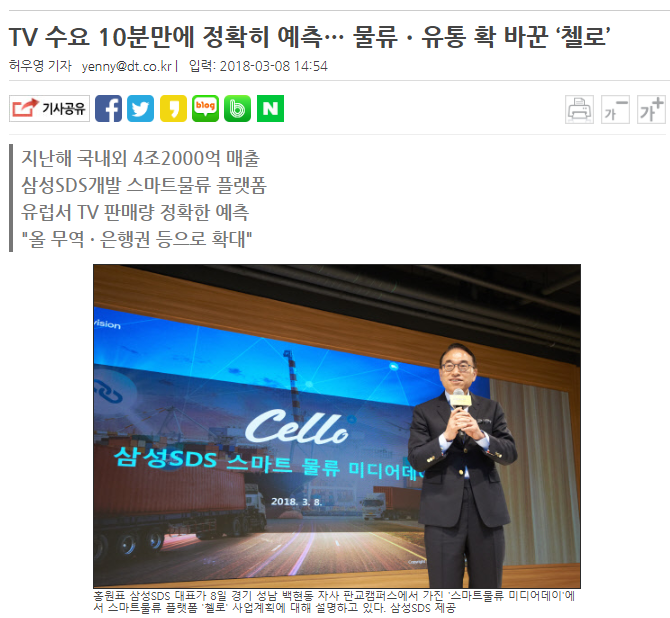 TV 수요 10분만에 정확히 예측… 물류·유통 확 바꾼 ‘첼로’
허우영 기자 yenny@dt.co.kr | 입력: 2018-03-08 14:54
기사공유
blog
b
N
가
가
지난해 국내외 4조2000억 매출
삼성SDS개발 스마트물류 플랫폼
유럽서 TV 판매량 정확한 예측
"올 무역·은행권 등으로 확대"
vision
Cello
삼성SDS 스마트 물류 미디어데이
2018. 3. 8.
홍원표 삼성SDS 대표가 8일 경기 성남 백현동 자사 판교캠퍼스에서 가진 '스마트물류 미디어데이'에
서 스마트물류 플랫폼 '첼로' 사업계획에 대해 설명하고 있다. 삼성SDS 제공